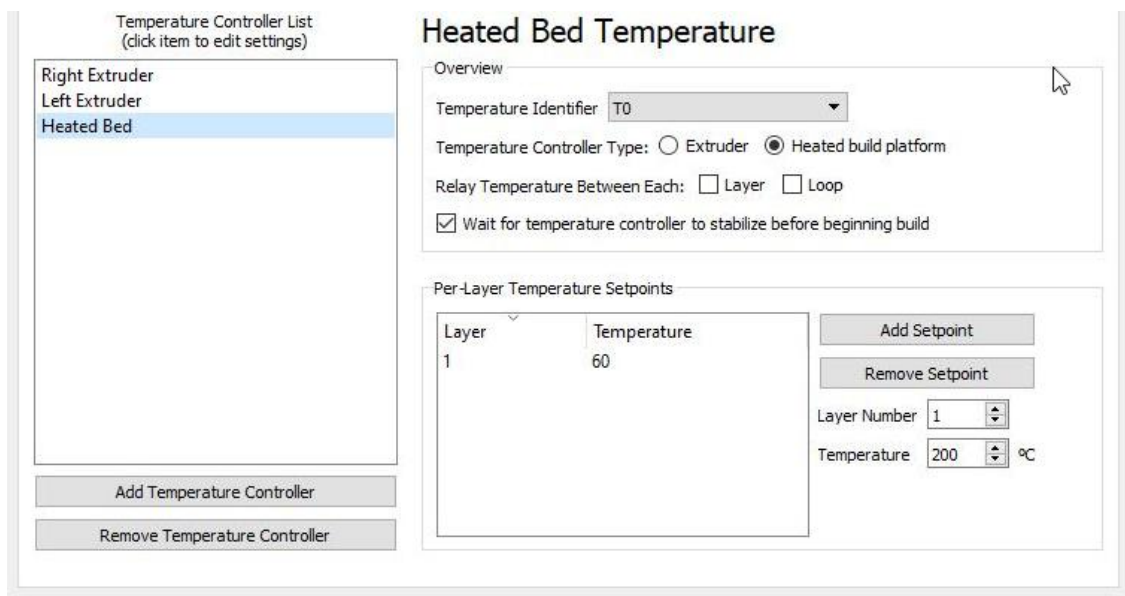 Temperature Controller List
(click item to edit settings)
Right Extruder
Left Extruder
Heated Bed
Add Temperature Controller
Remove Temperature Controller
Heated Bed Temperature
Overview
Temperature Identifier T0
Temperature Controller Type: Extruder Heated build platform
Relay Temperature Between Each: Layer Loop
Wait for temperature controller to stabilize before beginning build
Per-Layer Temperature Setpoints
Layer Temperature
1 60
Add Setpoint
Remove Setpoint
Layer Number 1
Temperature 200 ºC